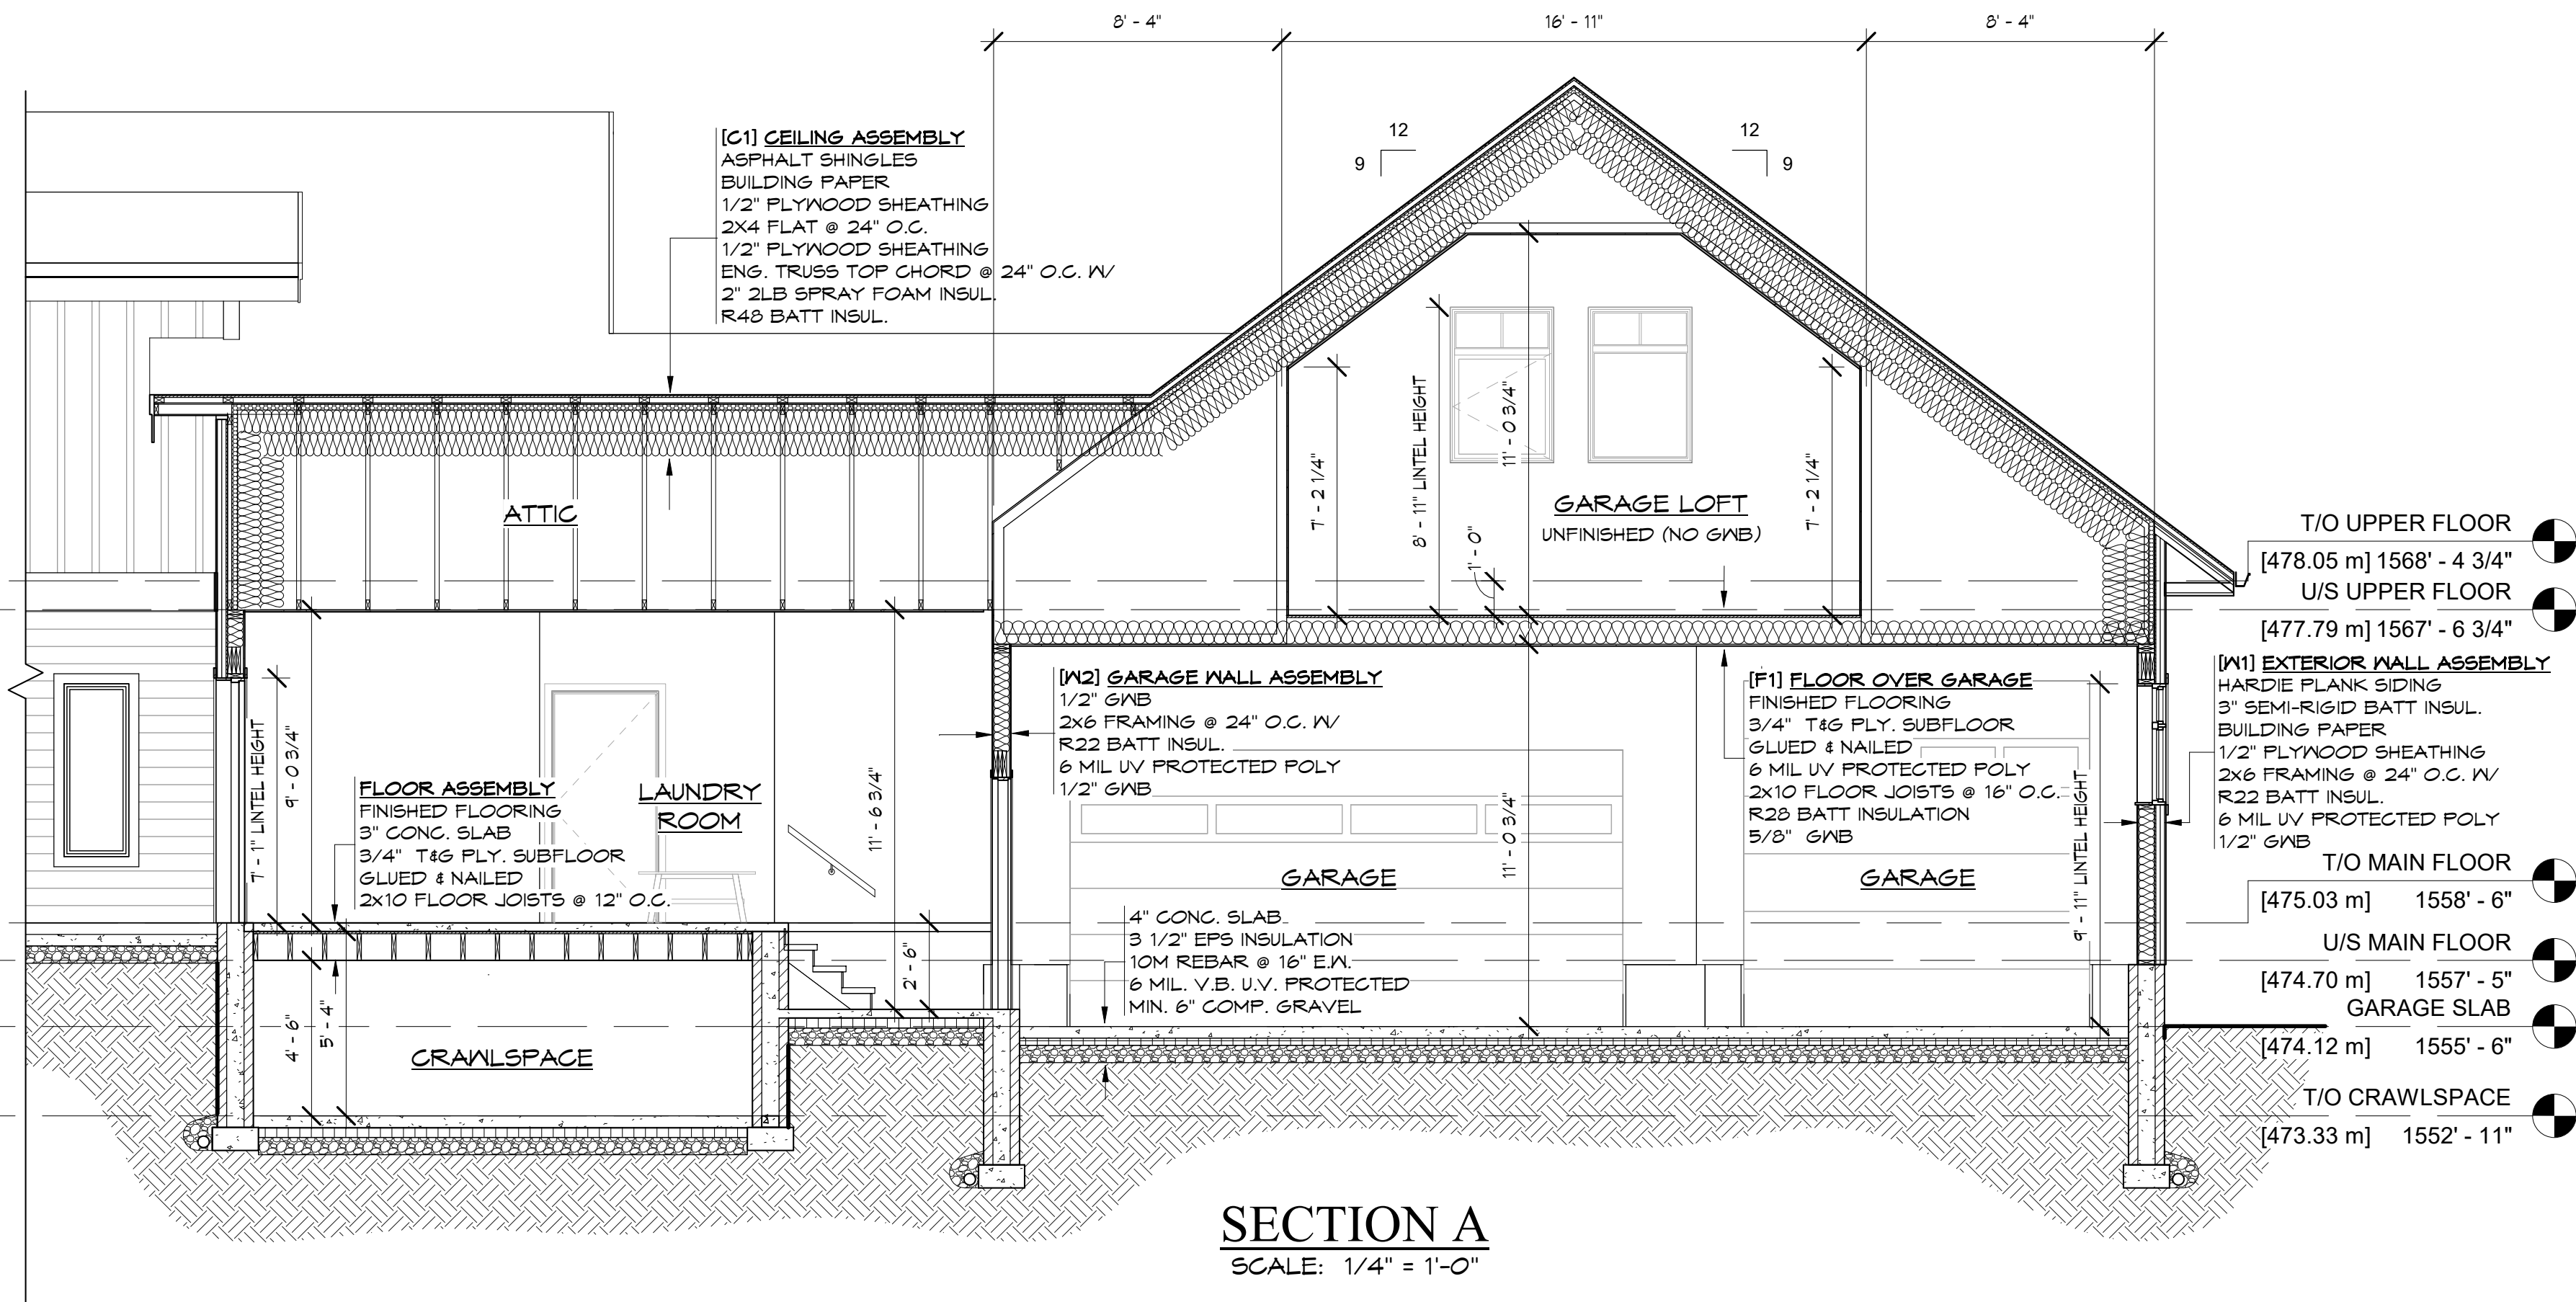 8' - 4"
16' - 11"
8' - 4"
12
9
12
9
[C1] CEILING ASSEMBLY
ASPHALT SHINGLES
BUILDING PAPER
1/2" PLYWOOD SHEATHING
2X4 FLAT @ 24" O.C.
1/2" PLYWOOD SHEATHING
ENG. TRUSS TOP CHORD @ 24" O.C. W/
2" 2LB SPRAY FOAM INSUL.
R48 BATT INSUL.
ATTIC
7' - 2 1/4"
8' - 11" LINTEL HEIGHT
11' - 0 3/4"
1' - 0"
7' - 2 1/4"
GARAGE LOFT
UNFINISHED (NO GWB)
T/O UPPER FLOOR
[478.05 m] 1568' - 4 3/4"
U/S UPPER FLOOR
[477.79 m] 1567' - 6 3/4"
[W1] EXTERIOR WALL ASSEMBLY
HARDIE PLANK SIDING
3" SEMI-RIGID BATT INSUL.
BUILDING PAPER
1/2" PLYWOOD SHEATHING
2x6 FRAMING @ 24" O.C. W/
R22 BATT INSUL.
6 MIL UV PROTECTED POLY
1/2" GWB
[W2] GARAGE WALL ASSEMBLY
1/2" GWB
2x6 FRAMING @ 24" O.C. W/
R22 BATT INSUL.
6 MIL UV PROTECTED POLY
1/2" GWB
[F1] FLOOR OVER GARAGE
FINISHED FLOORING
3/4" T&G PLY. SUBFLOOR
GLUED & NAILED
6 MIL UV PROTECTED POLY
2x10 FLOOR JOISTS @ 16" O.C.
R28 BATT INSULATION
5/8" GWB
7' - 1" LINTEL HEIGHT
9' - 0 3/4"
FLOOR ASSEMBLY
FINISHED FLOORING
3" CONC. SLAB
3/4" T&G PLY. SUBFLOOR
GLUED & NAILED
2x10 FLOOR JOISTS @ 12" O.C.
LAUNDRY
ROOM
11' - 6 3/4"
2' - 6"
11' - 0 3/4"
9' - 11" LINTEL HEIGHT
GARAGE
GARAGE
4" CONC. SLAB
3 1/2" EPS INSULATION
10M REBAR @ 16" E.W.
6 MIL. V.B. U.V. PROTECTED
MIN. 6" COMP. GRAVEL
4' - 6"
5' - 4"
CRAWLSPACE
T/O MAIN FLOOR
[475.03 m] 1558' - 6"
U/S MAIN FLOOR
[474.70 m] 1557' - 5"
GARAGE SLAB
[474.12 m] 1555' - 6"
T/O CRAWLSPACE
[473.33 m] 1552' - 11"
SECTION A
SCALE: 1/4" = 1'-0"